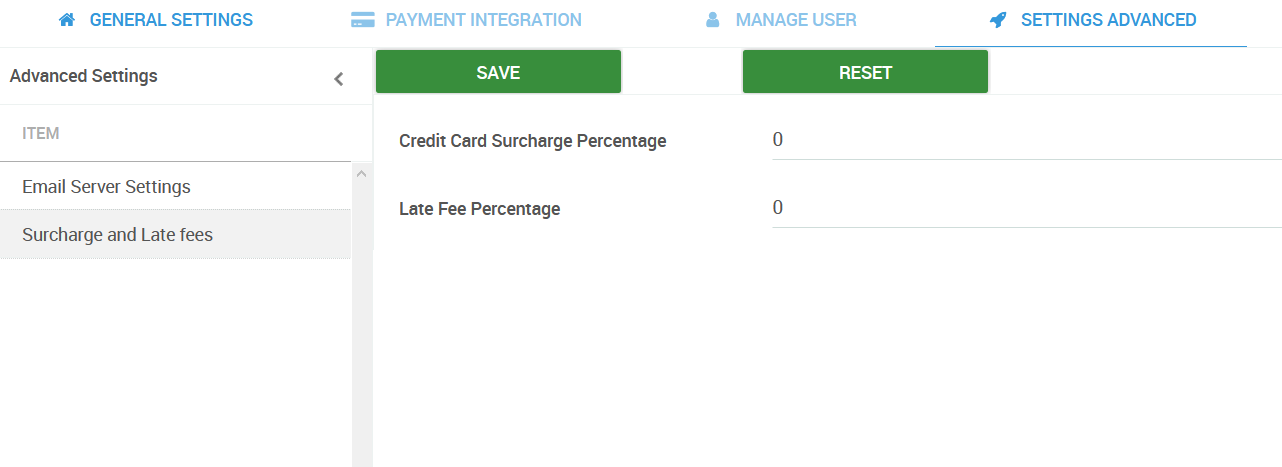 GENERAL SETTINGS PAYMENT INTEGRATION MANAGE USER SETTINGS ADVANCED
Advanced Settings
SAVE RESET
ITEM
Credit Card Surcharge Percentage 0
Email Server Settings
Late Fee Percentage 0
Surcharge and Late fees